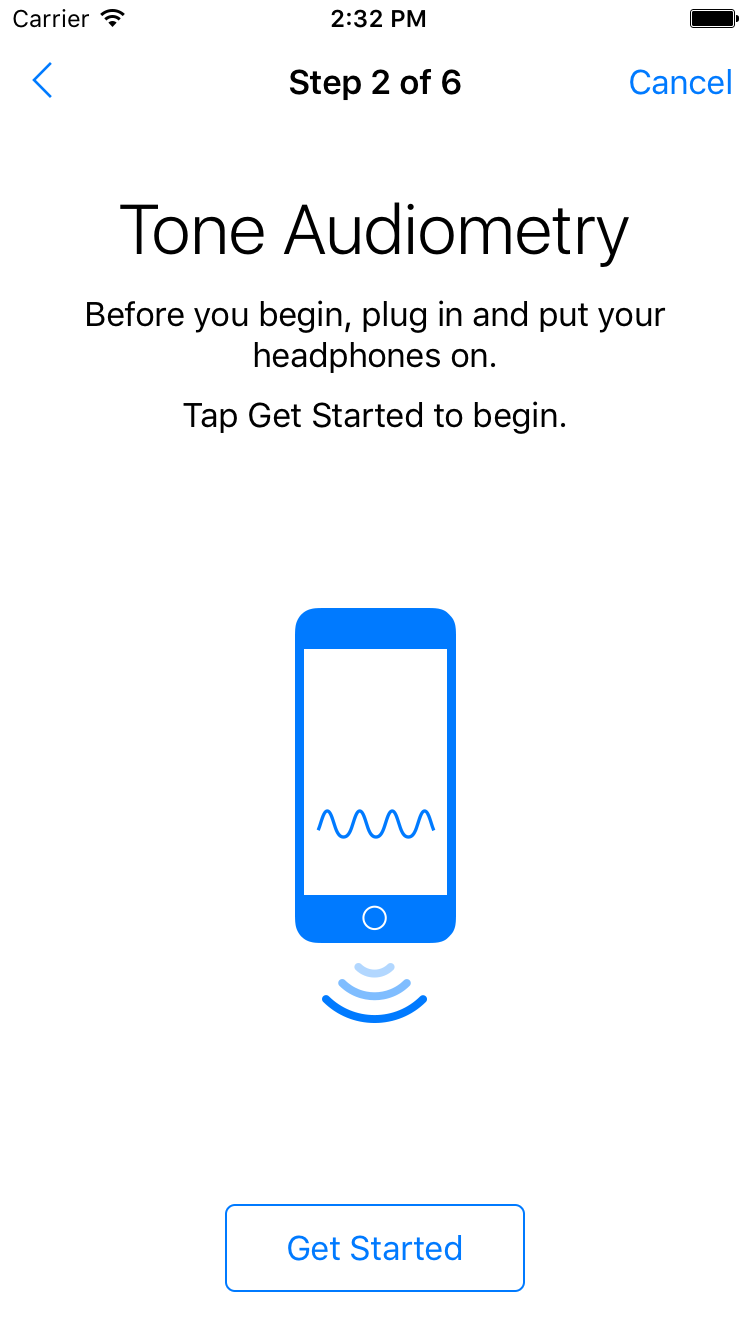 Carrier 2:32 PM
Step 2 of 6 Cancel
Tone Audiometry
Before you begin, plug in and put your
headphones on.
Tap Get Started to begin.
Get Started